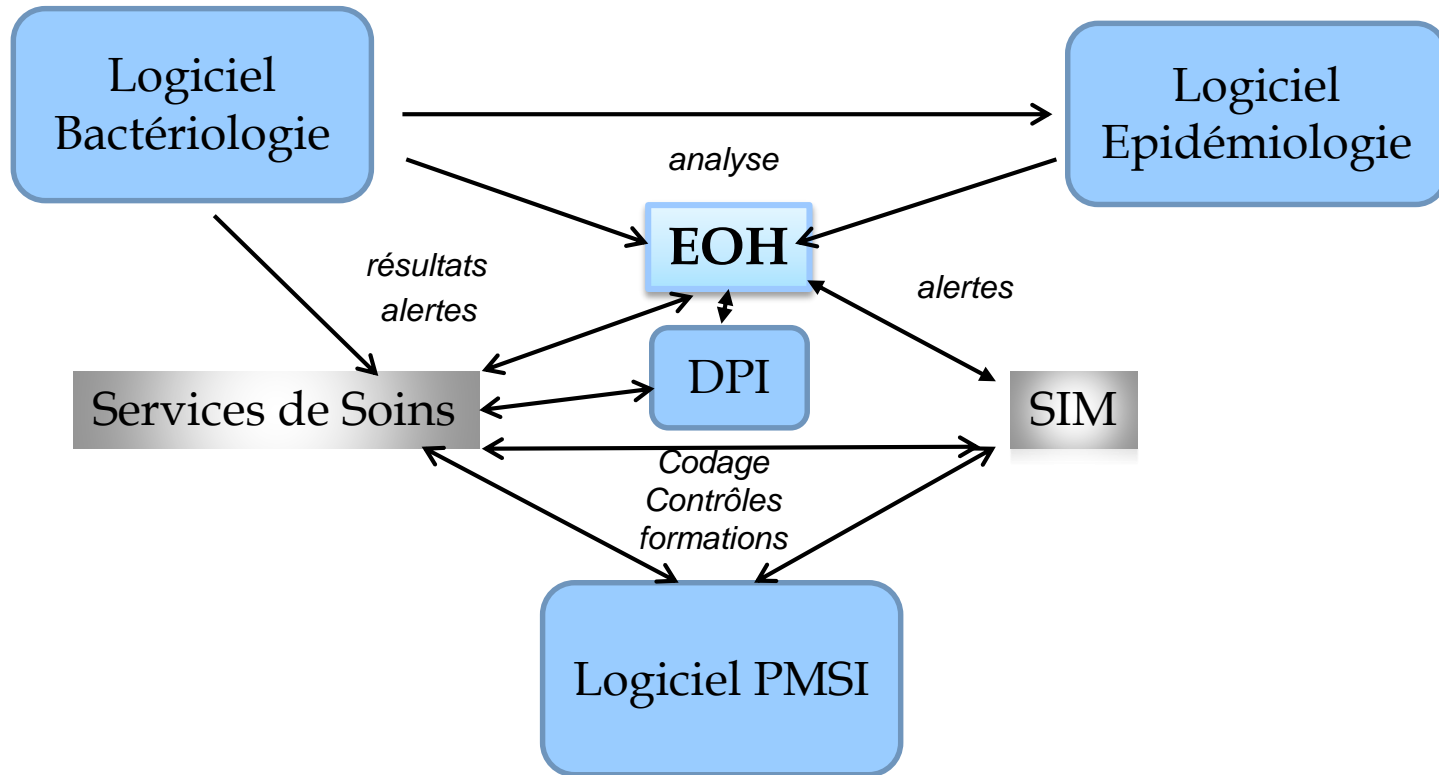 Logiciel
Bactériologie
Logiciel
Epidémiologie
analyse
EOH
résultats
alertes
alertes
DPI
Services de Soins
SIM
Codage
Contrôles
formations
Logiciel PMSI